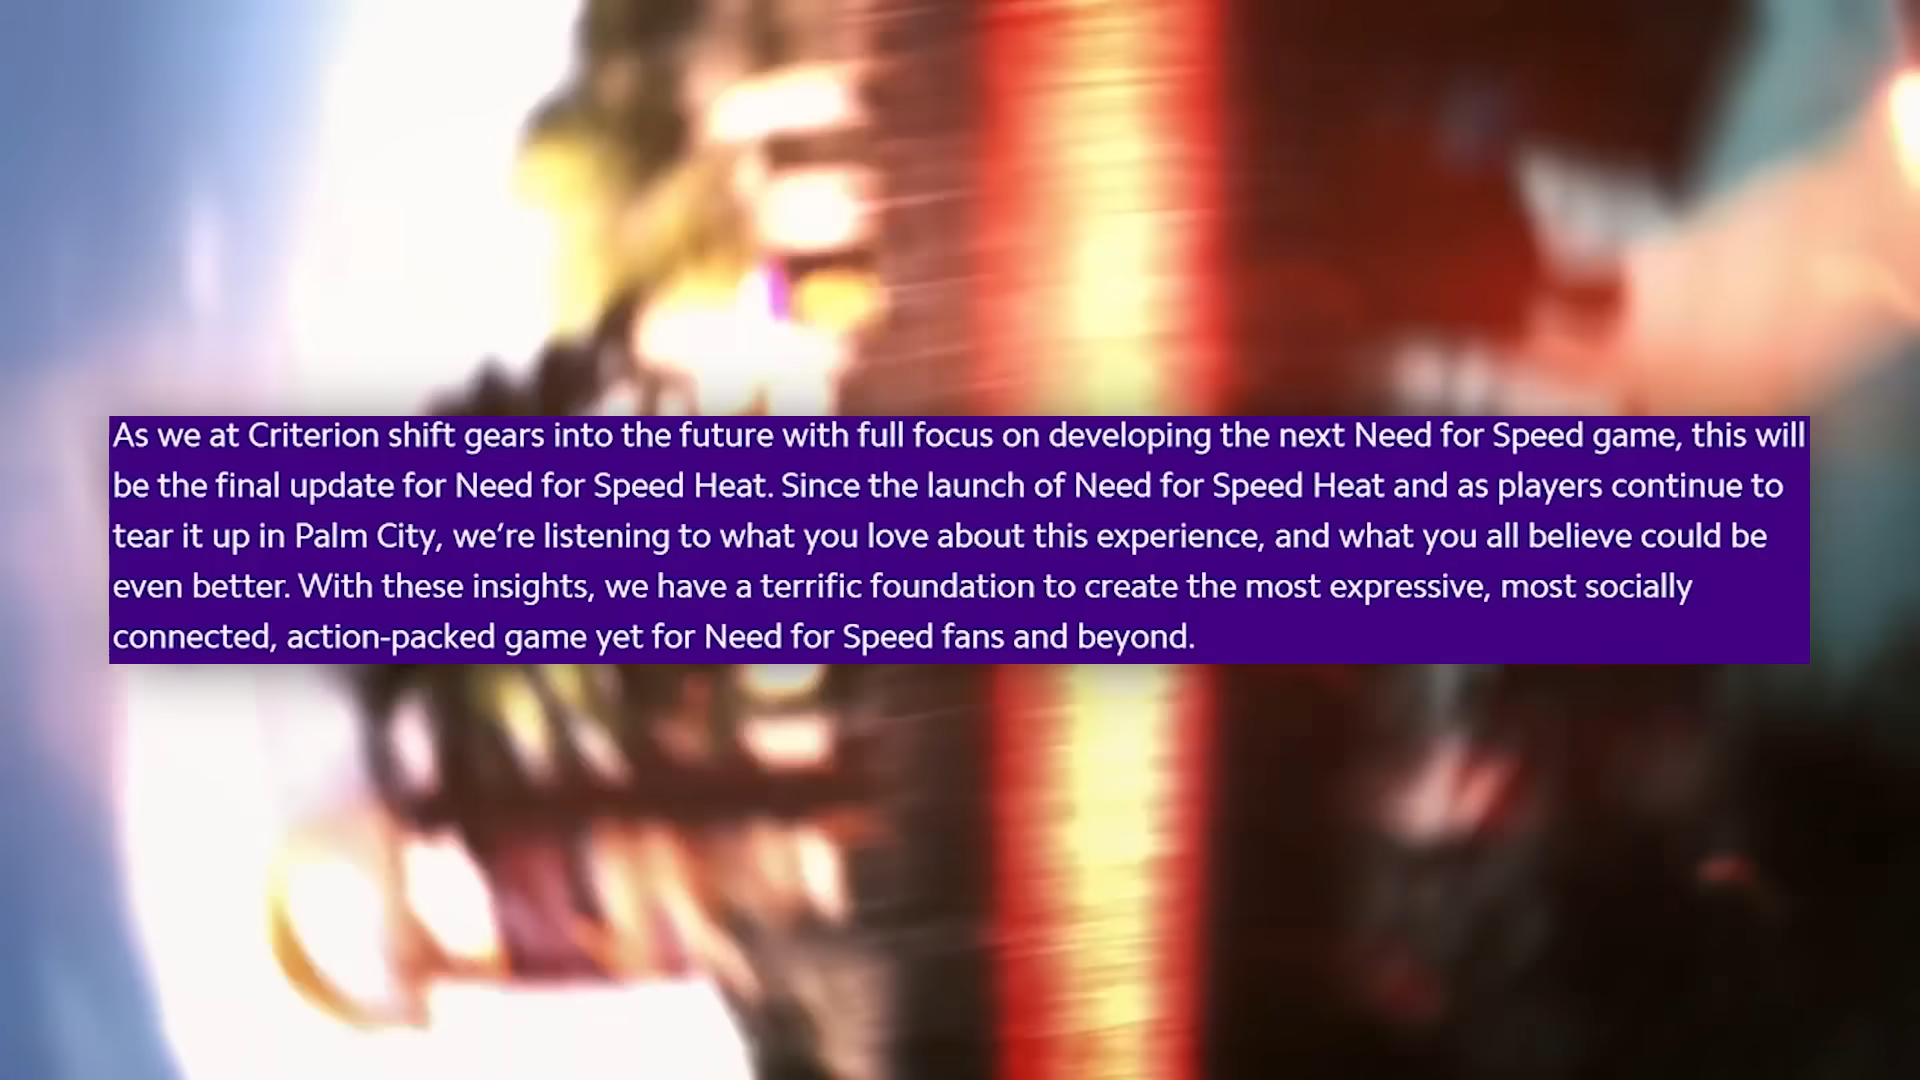 As we at Criterion shift gears into the future with full focus on developing the next Need for Speed game, this will
be the final update for Need for Speed Heat. Since the launch of Need for Speed Heat and as players continue to
tear it up in Palm City, we’re listening to what you love about this experience, and what you all believe could be
even better. With these insights, we have a terrific foundation to create the most expressive, most socially
connected, action-packed game yet for Need for Speed fans and beyond.